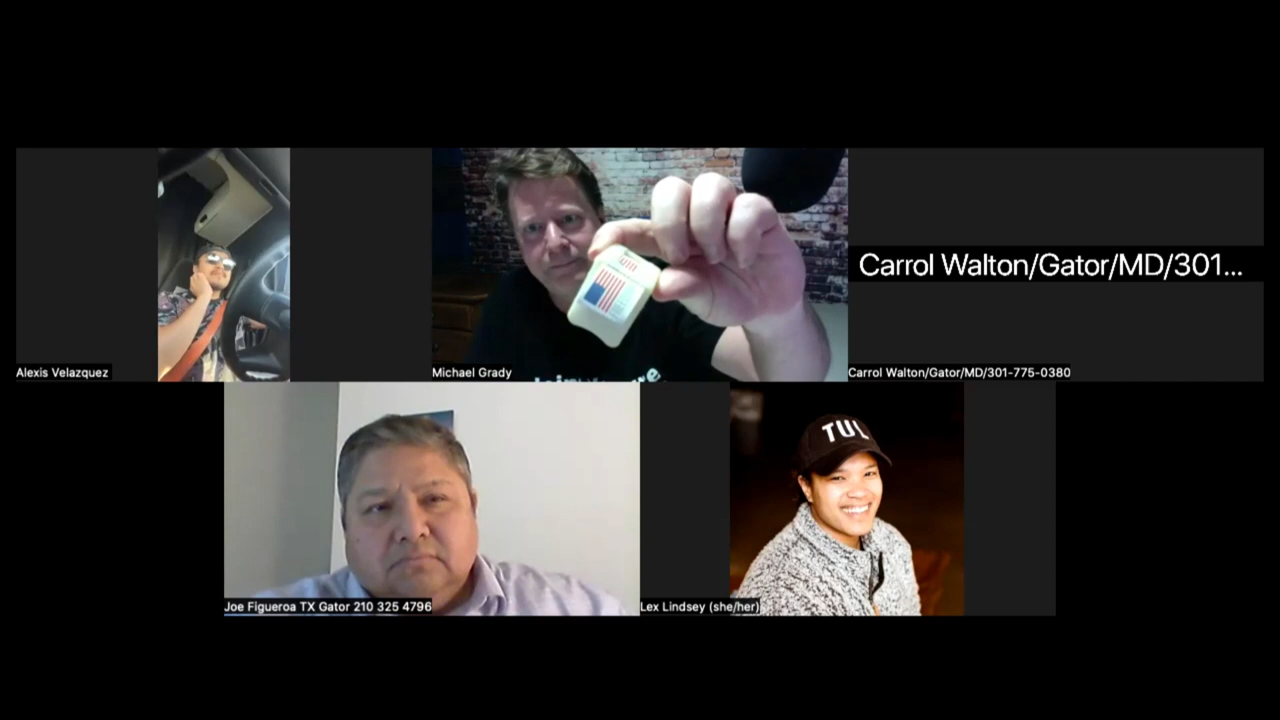 Carrol Walton/Gator/MD/301...
Alexis Velazquez
Michael Grady
Carrol Walton/Gator/MD/301-775-0380
TUL
Joe Figueroa TX Gator 210 325 4796
Lex Lindsey (she/her)